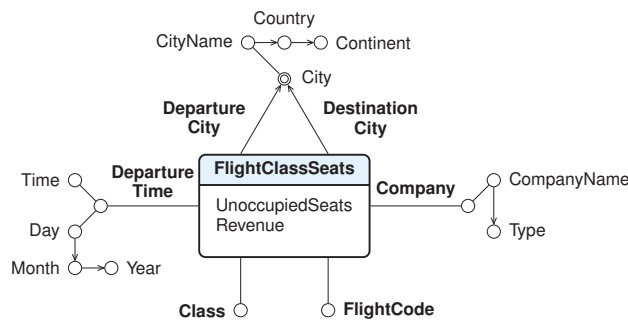 Country
CityName
Continent
City
Departure
City
Destination
City
FlightClassSeats
UnoccupiedSeats
Revenue
Departure
Time
Time
Day
Month
Year
Company
CompanyName
Type
Class
FlightCode